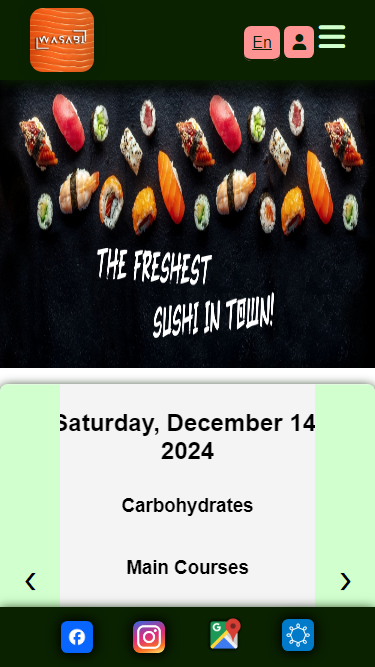 WASABI
En
THE FRESHEST
SUSHI IN TOWN!
Saturday, December 14
2024
Carbohydrates
Main Courses
‹ ›